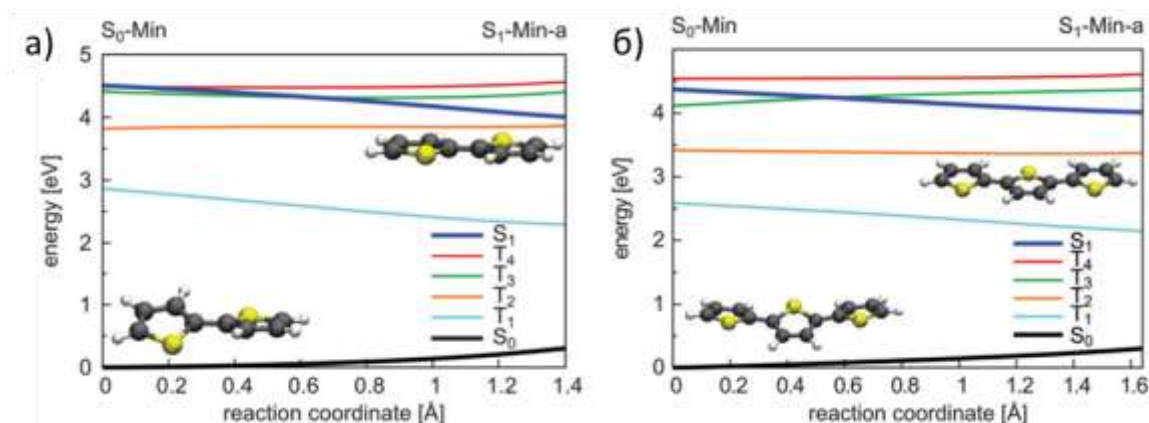 a)
S₀-Min
S₁-Min-a
energy [eV]
5
4
3
2
1
0
S₁
T₄
T₃
T₂
T₁
S₀
0
0.2
0.4
0.6
0.8
1
1.2
1.4
reaction coordinate [Å]
б)
S₀-Min
S₁-Min-a
energy [eV]
4
3
2
1
0
S₁
T₄
T₃
T₂
T₁
S₀
0
0.2
0.4
0.6
0.8
1
1.2
1.4
1.6
reaction coordinate [Å]